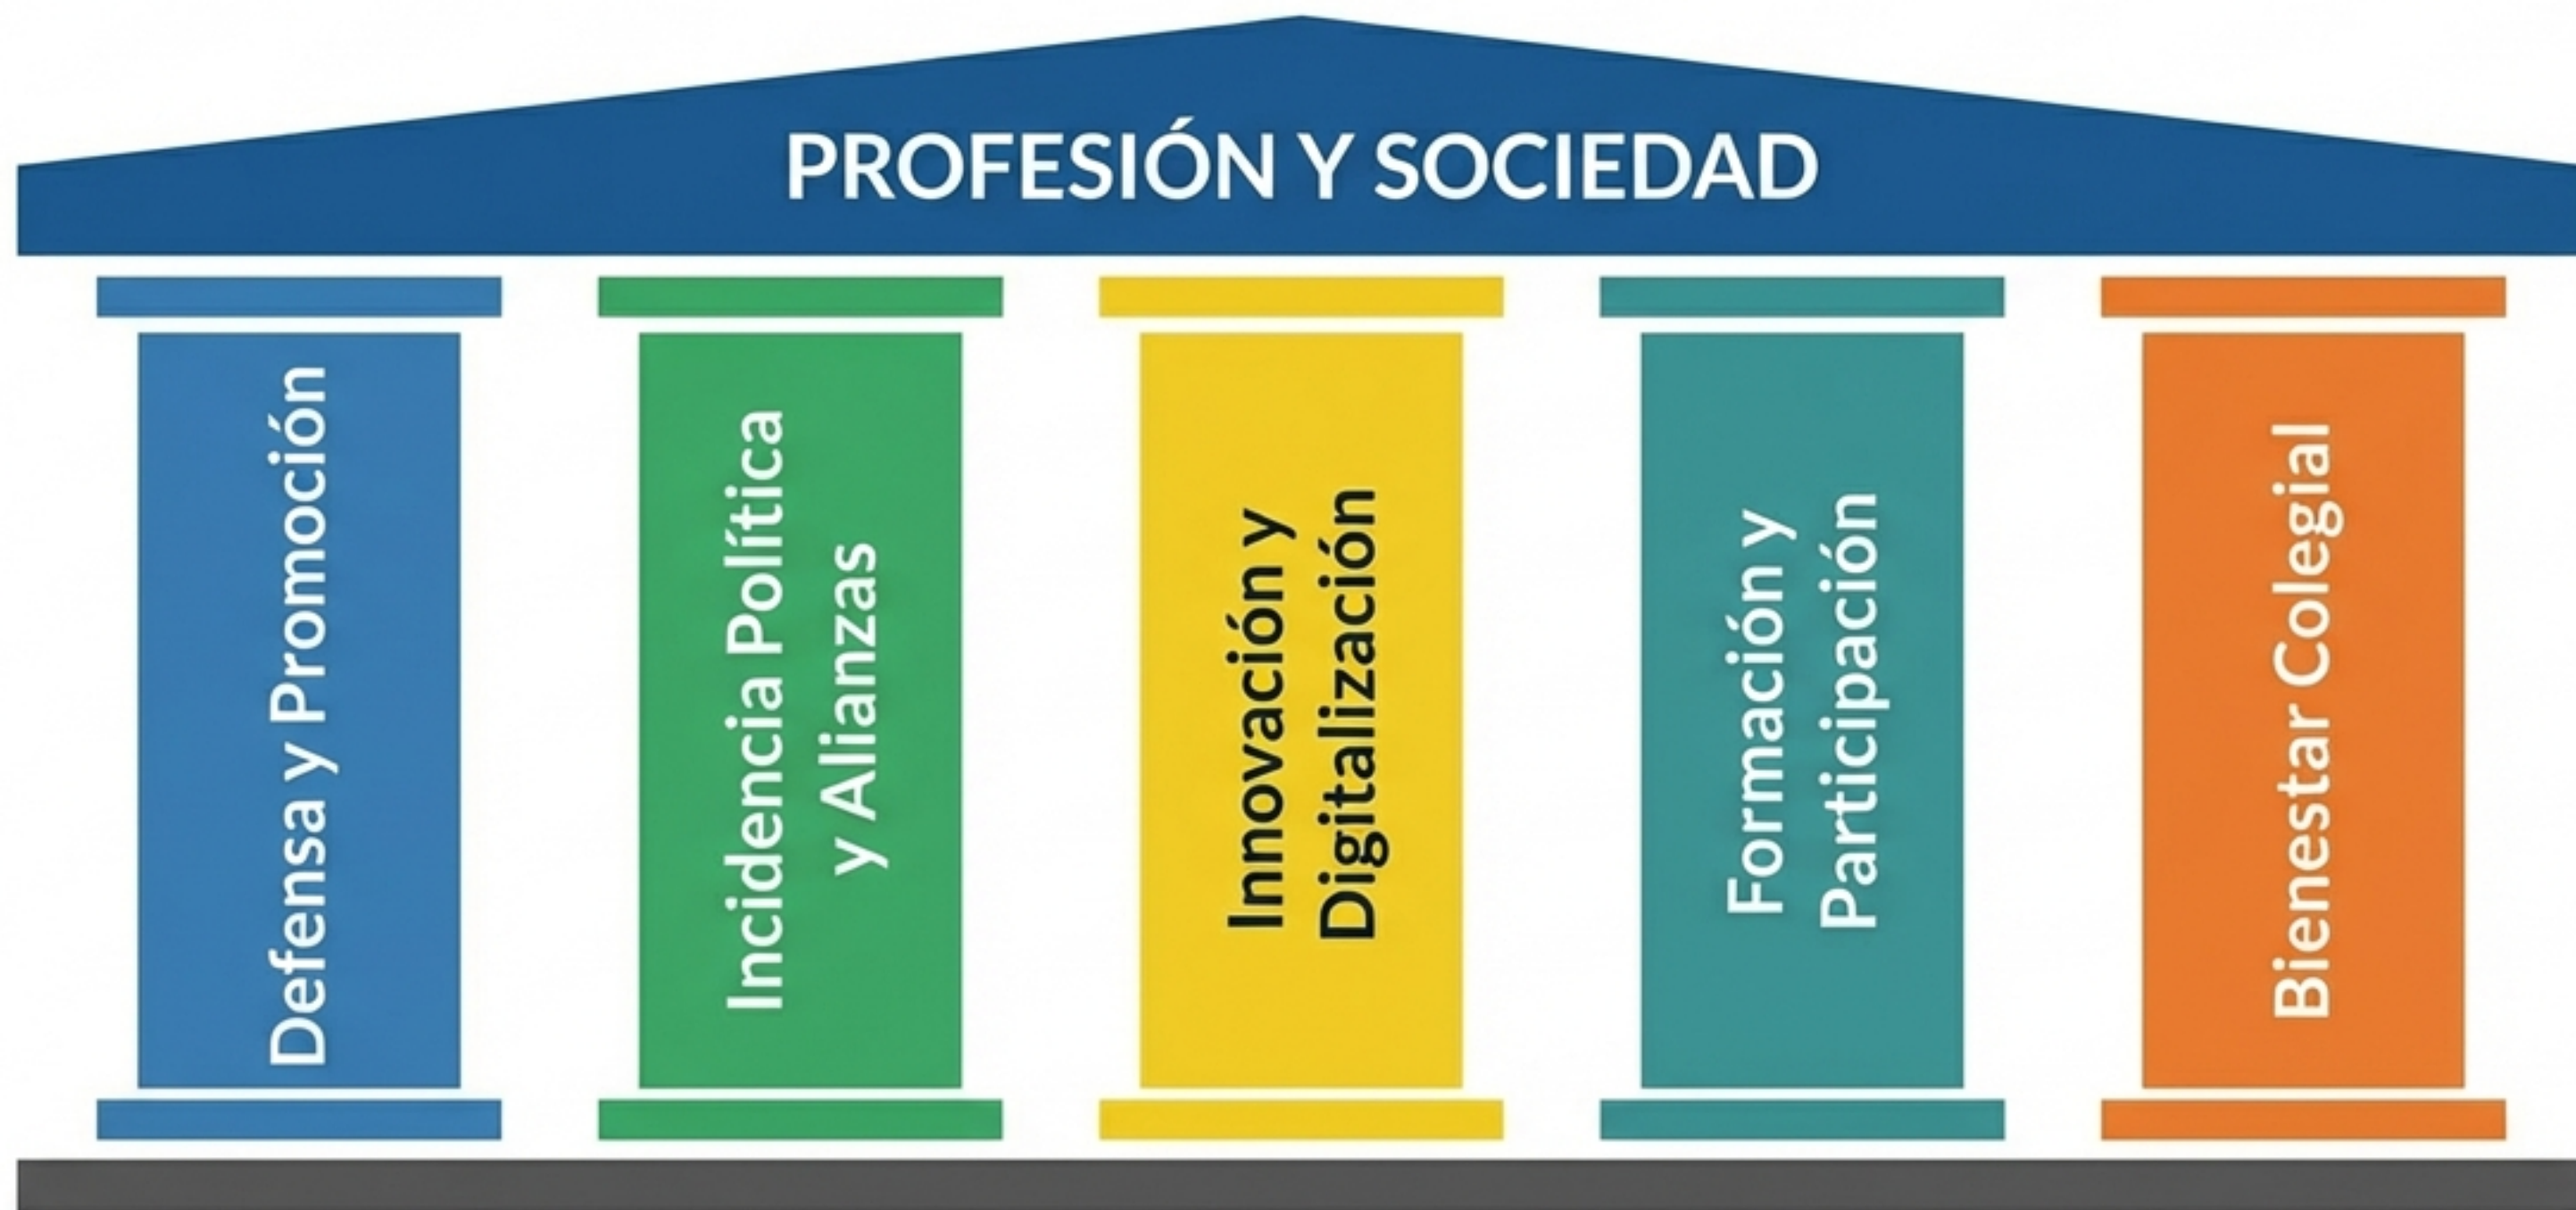 PROFESIÓN Y SOCIEDAD
Defensa y Promoción
Incidencia Política
y Alianzas
Innovación y
Digitalización
Formación y
Participación
Bienestar Colegial